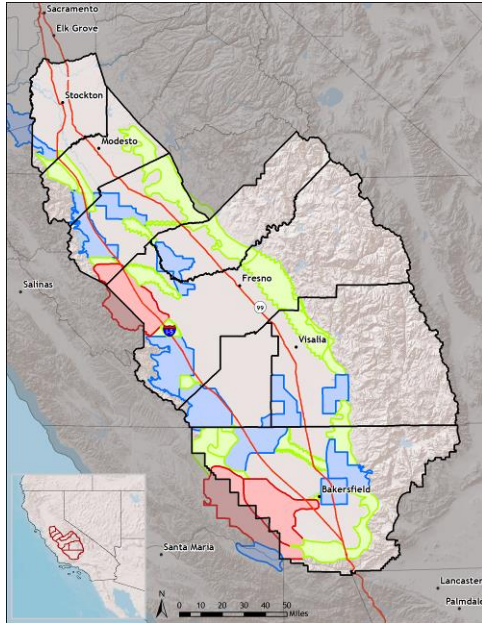 Sacramento
Elk Grove
Stockton
Modesto
Salinas
Fresno
99
Visalia
Bakersfield
Santa Maria
Lancaster
Palmdale
N
0 10 20 30 40 50
Miles